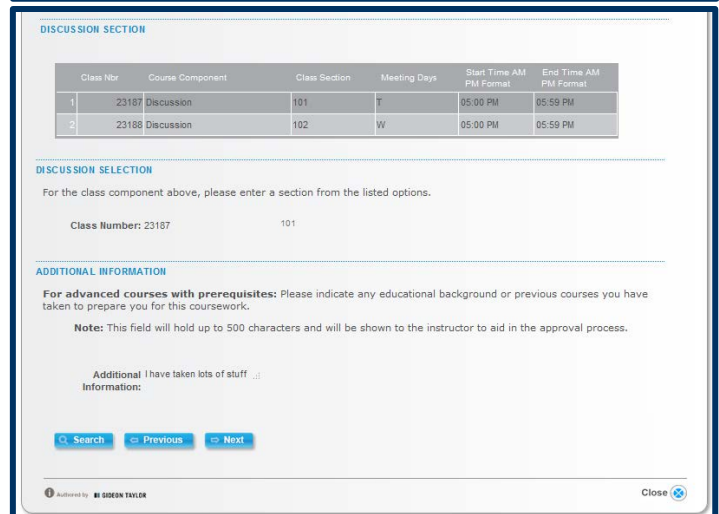 DISCUSSION SECTION
Class Nbr Course Component Class Section Meeting Days Start Time AM PM Format End Time AM PM Format
1 23187 Discussion 101 T 05:00 PM 05:59 PM
2 23188 Discussion 102 W 05:00 PM 05:59 PM
DISCUSSION SELECTION
For the class component above, please enter a section from the listed options.
Class Number: 23187 101
ADDITIONAL INFORMATION
For advanced courses with prerequisites: Please indicate any educational background or previous courses you have
taken to prepare you for this coursework.
Note: This field will hold up to 500 characters and will be shown to the instructor to aid in the approval process.
Additional I have taken lots of stuff
Information:
Search Previous Next
Authored by GIDEON TAYLOR Close